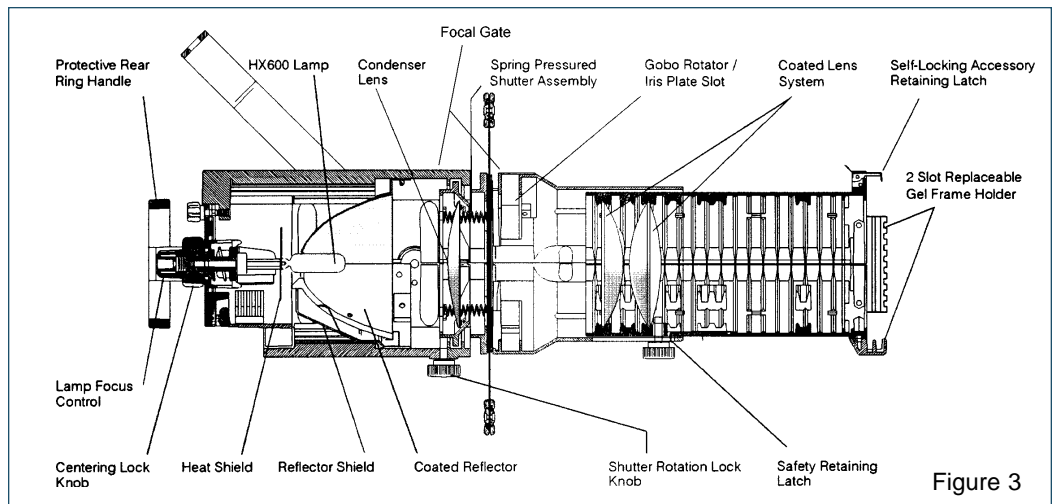 Focal Gate
Protective Rear
Ring Handle
HX600 Lamp
Condenser
Lens
Spring Pressured
Shutter Assembly
Gobo Rotator /
Iris Plate Slot
Coated Lens
System
Self-Locking Accessory
Retaining Latch
2 Slot Replaceable
Gel Frame Holder
Lamp Focus
Control
Centering Lock
Knob
Heat Shield
Reflector Shield
Coated Reflector
Shutter Rotation Lock
Knob
Safety Retaining
Latch
Figure 3